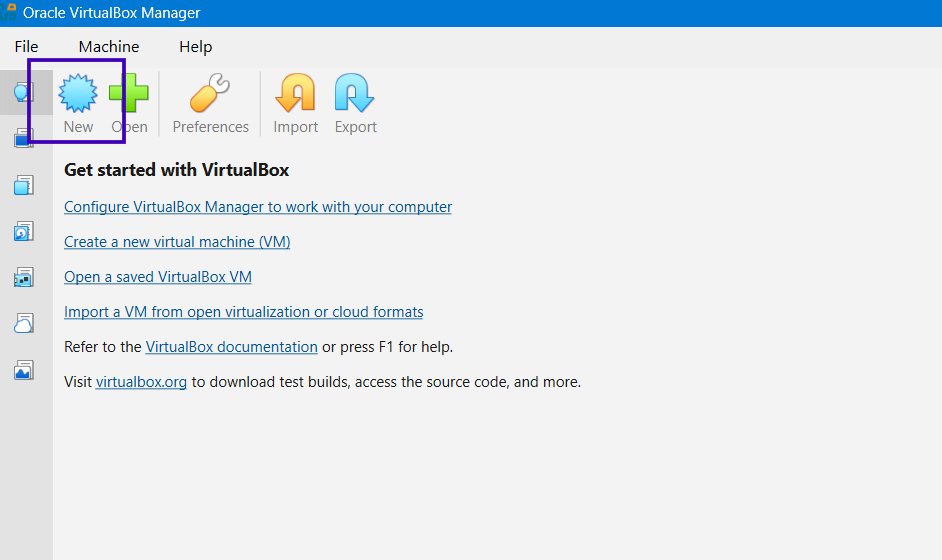 Oracle VirtualBox Manager
File Machine Help
New Open Preferences Import Export
Get started with VirtualBox
Configure VirtualBox Manager to work with your computer
Create a new virtual machine (VM)
Open a saved VirtualBox VM
Import a VM from open virtualization or cloud formats
Refer to the VirtualBox documentation or press F1 for help.
Visit virtualbox.org to download test builds, access the source code, and more.